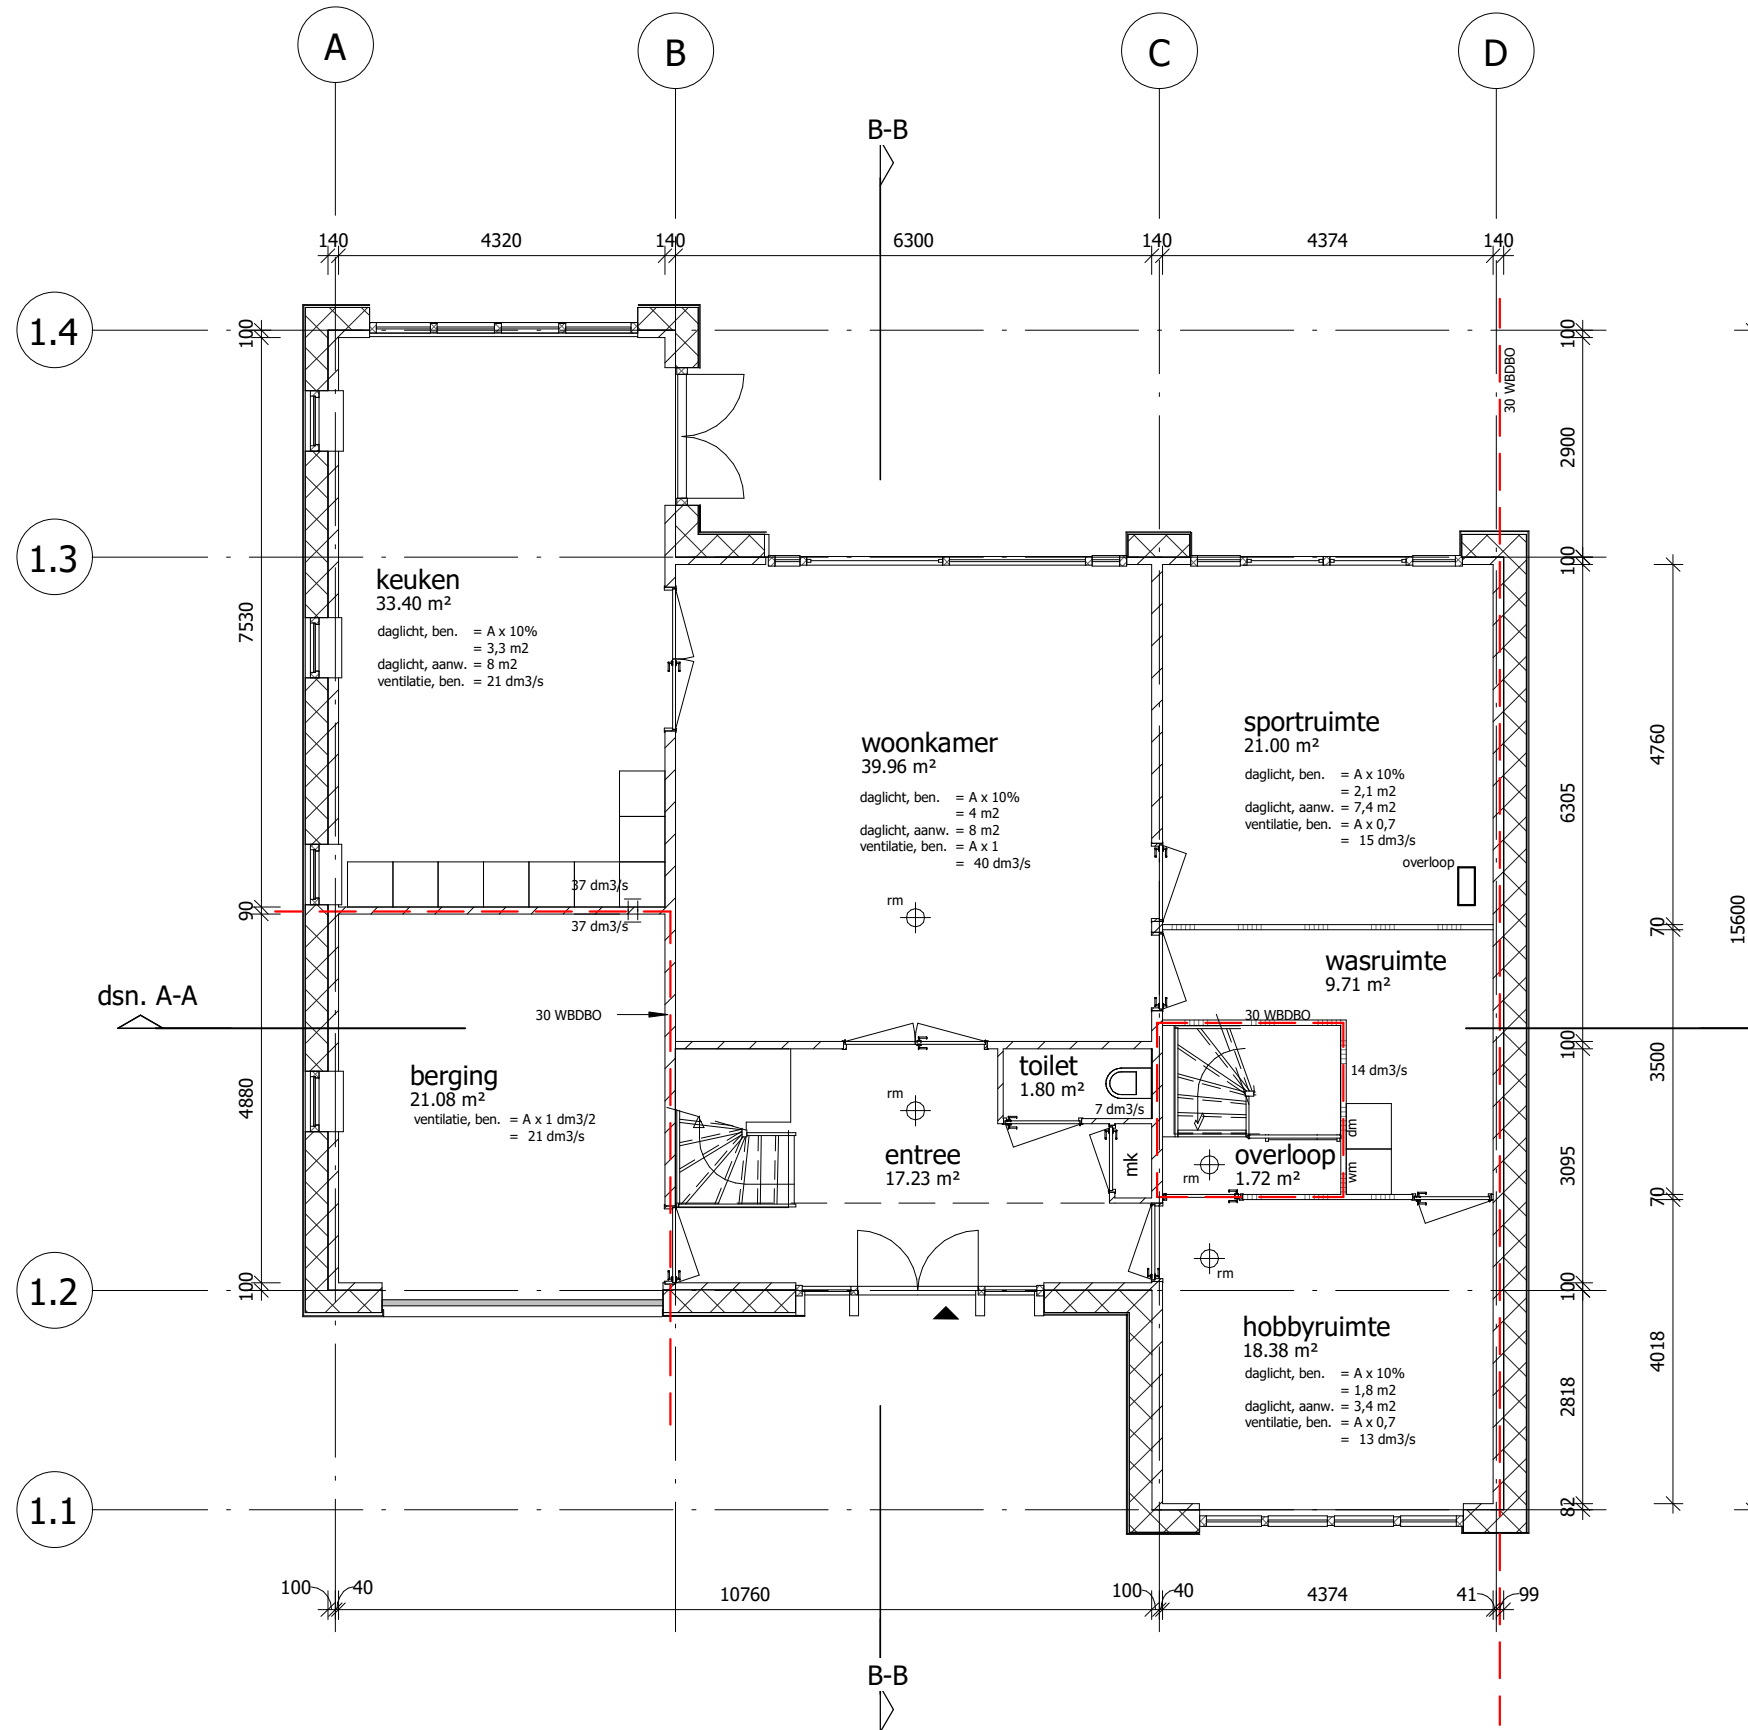 A
B
C
D
B-B
140
4320
140
6300
140
4374
140
1.4
100
100
30 WBDBO
2900
1.3
100
keuken
33.40 m²
daglicht, ben. = A x 10%
= 3,3 m2
daglicht, aanw. = 8 m2
ventilatie, ben. = 21 dm3/s
7530
woonkamer
39.96 m²
daglicht, ben. = A x 10%
= 4 m2
daglicht, aanw. = 8 m2
ventilatie, ben. = A x 1
= 40 dm3/s
rm
sportruimte
21.00 m²
daglicht, ben. = A x 10%
= 2,1 m2
daglicht, aanw. = 7,4 m2
ventilatie, ben. = A x 0,7
= 15 dm3/s
overloop
4760
6305
15600
37 dm3/s
37 dm3/s
90
70
wasruimte
9.71 m²
dsn. A-A
30 WBDBO
30 WBDBO
100
3500
14 dm3/s
berging
21.08 m²
ventilatie, ben. = A x 1 dm3/2
= 21 dm3/s
4880
toilet
1.80 m²
7 dm3/s
rm
entree
17.23 m²
mk
rm
overloop
1.72 m²
dm
wm
3095
70
rm
1.2
100
100
hobbyruimte
18.38 m²
daglicht, ben. = A x 10%
= 1,8 m2
daglicht, aanw. = 3,4 m2
ventilatie, ben. = A x 0,7
= 13 dm3/s
4018
2818
1.1
82
100
40
10760
100
40
4374
41
99
B-B